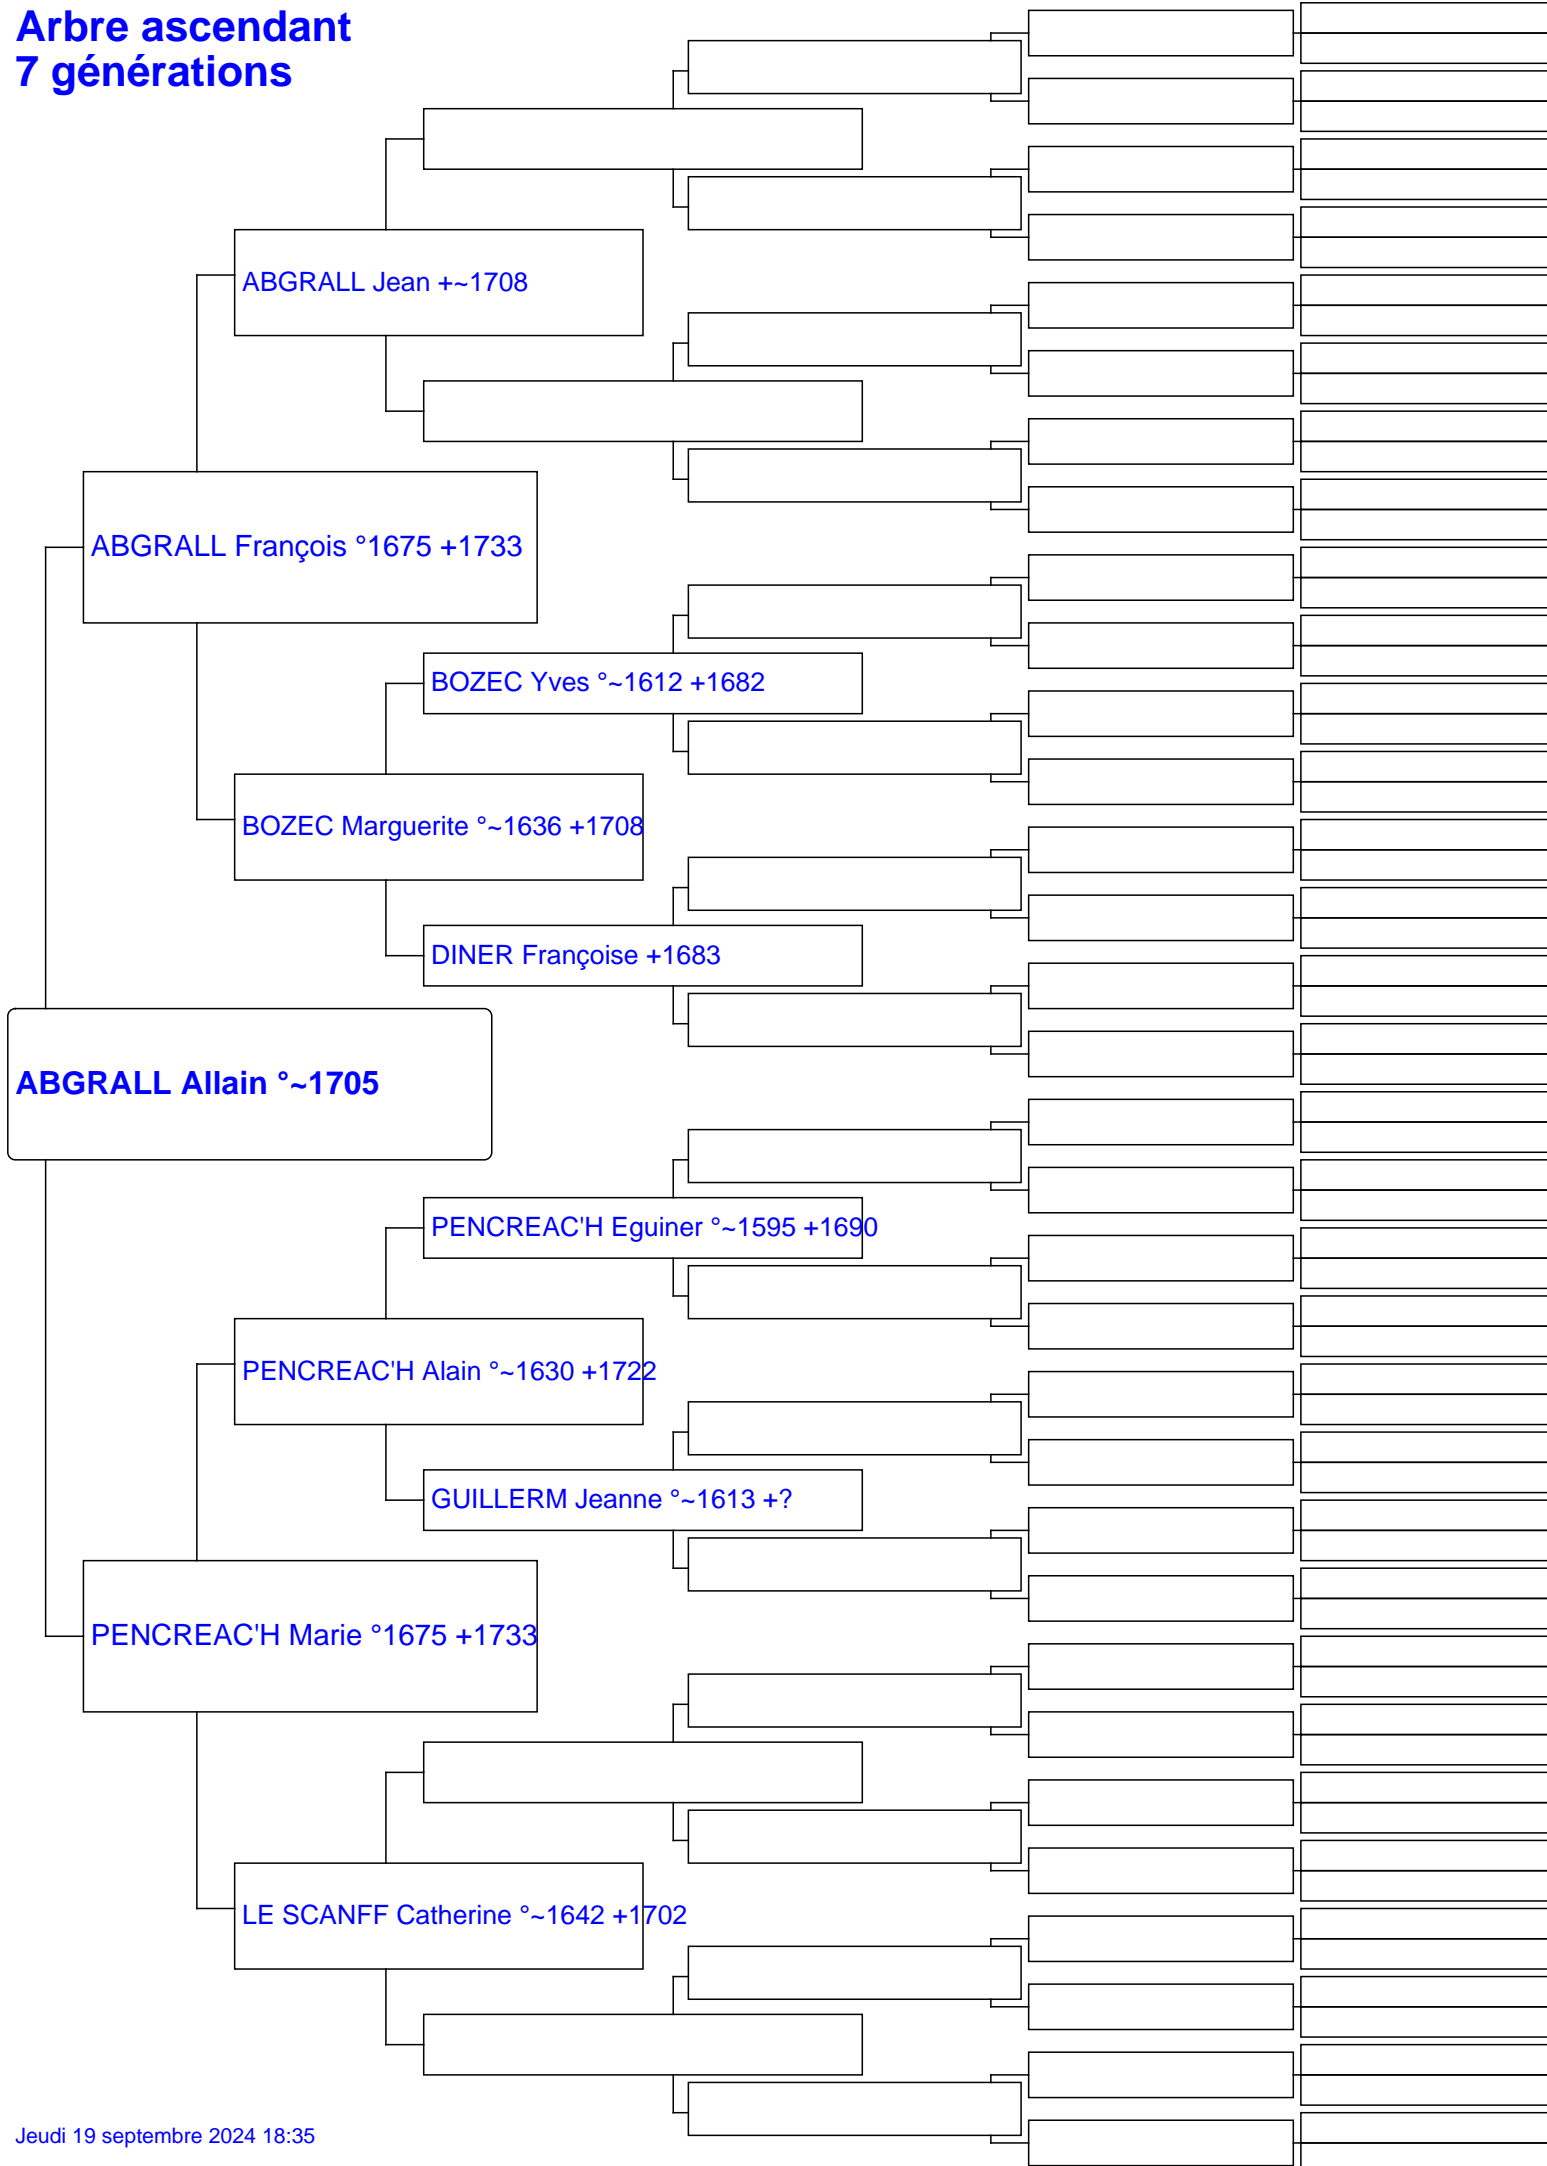 Arbre ascendant
7 générations
ABGRALL Jean +~1708
ABGRALL François °1675 +1733
BOZEC Yves °~1612 +1682
BOZEC Marguerite °~1636 +1708
DINER Françoise +1683
ABGRALL Allain °~1705
PENCREAC'H Eguiner °~1595 +1690
PENCREAC'H Alain °~1630 +1722
GUILLERM Jeanne °~1613 +?
PENCREAC'H Marie °1675 +1733
LE SCANFF Catherine °~1642 +1702
Jeudi 19 septembre 2024 18:35